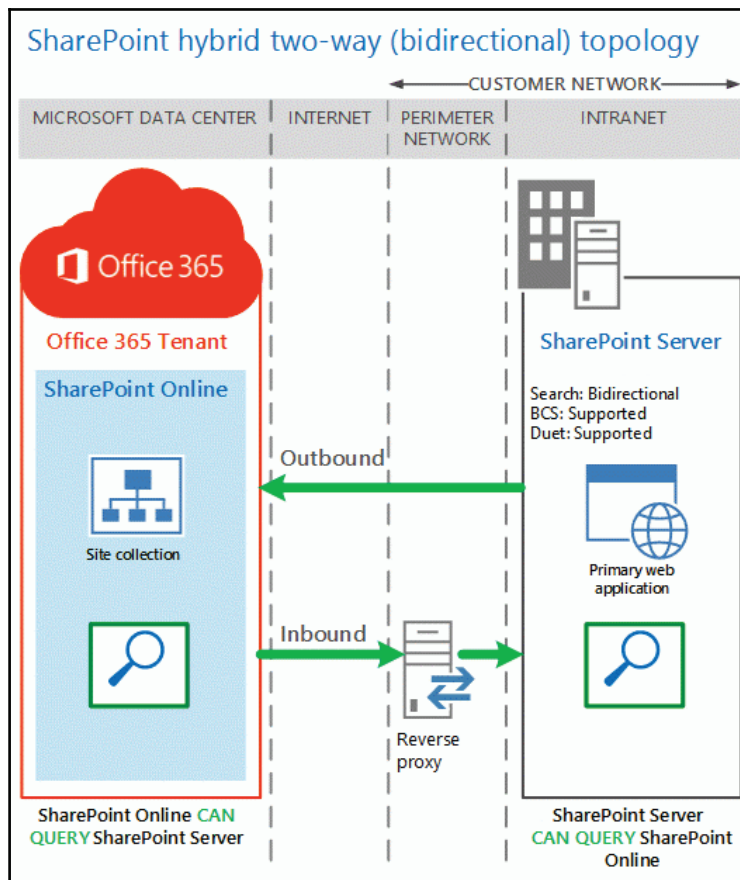 SharePoint hybrid two-way (bidirectional) topology
CUSTOMER NETWORK
MICROSOFT DATA CENTER
INTERNET
PERIMETER
NETWORK
INTRANET
Office 365
Office 365 Tenant
SharePoint Online
SharePoint Server
Search: Bidirectional
BCS: Supported
Duet: Supported
Outbound
Site collection
Primary web
application
Inbound
Reverse
proxy
SharePoint Online CAN
QUERY SharePoint Server
SharePoint Server
CAN QUERY SharePoint
Online